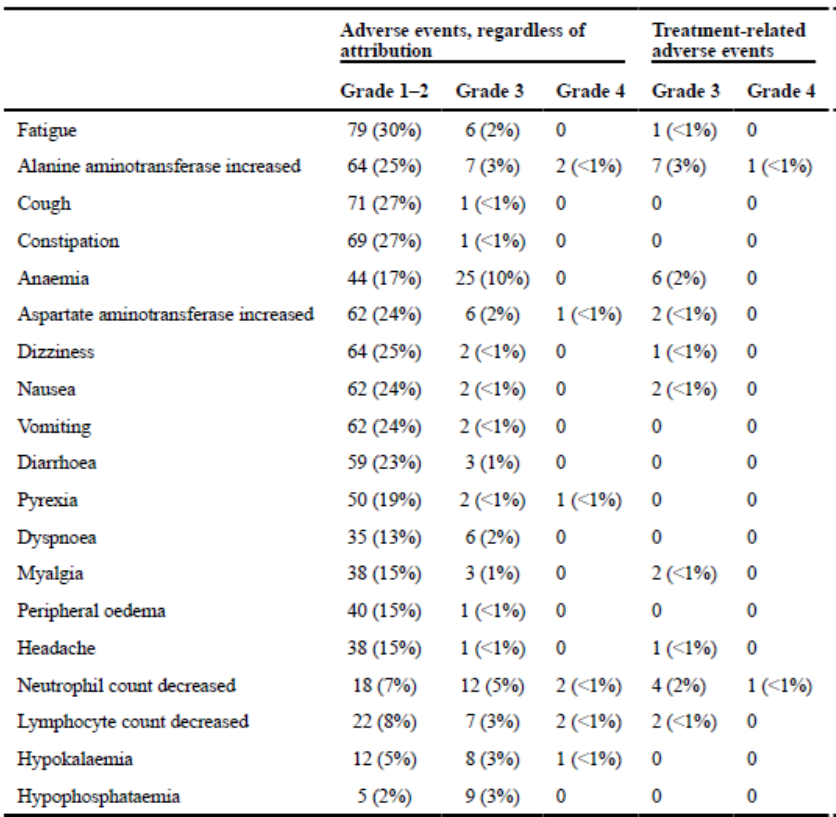 Adverse events, regardless of attribution Treatment-related adverse events
Grade 1–2 Grade 3 Grade 4 Grade 3 Grade 4
Fatigue 79 (30%) 6 (2%) 0 1 (<1%) 0
Alanine aminotransferase increased 64 (25%) 7 (3%) 2 (<1%) 7 (3%) 1 (<1%)
Cough 71 (27%) 1 (<1%) 0 0 0
Constipation 69 (27%) 1 (<1%) 0 0 0
Anaemia 44 (17%) 25 (10%) 0 6 (2%) 0
Aspartate aminotransferase increased 62 (24%) 6 (2%) 1 (<1%) 2 (<1%) 0
Dizziness 64 (25%) 2 (<1%) 0 1 (<1%) 0
Nausea 62 (24%) 2 (<1%) 0 2 (<1%) 0
Vomiting 62 (24%) 2 (<1%) 0 0 0
Diarrhoea 59 (23%) 3 (1%) 0 0 0
Pyrexia 50 (19%) 2 (<1%) 1 (<1%) 0 0
Dyspnoea 35 (13%) 6 (2%) 0 0 0
Myalgia 38 (15%) 3 (1%) 0 2 (<1%) 0
Peripheral oedema 40 (15%) 1 (<1%) 0 0 0
Headache 38 (15%) 1 (<1%) 0 1 (<1%) 0
Neutrophil count decreased 18 (7%) 12 (5%) 2 (<1%) 4 (2%) 1 (<1%)
Lymphocyte count decreased 22 (8%) 7 (3%) 2 (<1%) 2 (<1%) 0
Hypokalaemia 12 (5%) 8 (3%) 1 (<1%) 0 0
Hypophosphataemia 5 (2%) 9 (3%) 0 0 0